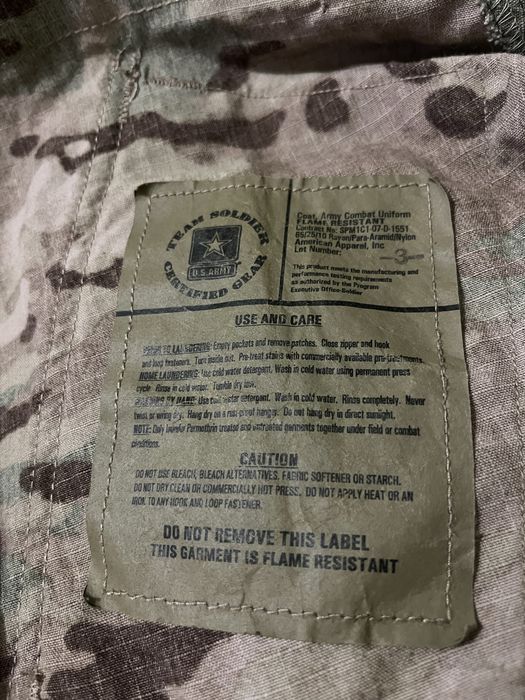 TEAM SOLDIER
U.S. ARMY
CERTIFIED GEAR
Coat, Army Combat Uniform
FLAME RESISTANT
Contract No: SPM1C1-07-D-1551
65/25/10 Rayon/Para-Aramid/Nylon
American Apparel, Inc
Lot Number: -3-
This product meets the manufacturing and
performance testing requirements
as authorized by the Program
Executive Office-Soldier
USE AND CARE
PRIOR TO LAUNDERING: Empty pockets and remove patches. Close zipper and hook
and loop fasteners. Turn inside out. Pre-treat stains with commercially available pre-treatments.
HOME LAUNDERING: Use cold water detergent. Wash in cold water using permanent press
cycle. Rinse in cold water. Tumble dry low.
WASHING BY HAND: Use cold water detergent. Wash in cold water. Rinse completely. Never
twist or wring dry. Hang dry on a rust-proof hanger. Do not hang dry in direct sunlight.
NOTE: Only launder Permethrin treated and untreated garments together under field or combat
conditions.
CAUTION
DO NOT USE BLEACH, BLEACH ALTERNATIVES, FABRIC SOFTENER OR STARCH.
DO NOT DRY CLEAN OR COMMERCIALLY HOT PRESS. DO NOT APPLY HEAT OR AN
IRON TO ANY HOOK AND LOOP FASTENER.
DO NOT REMOVE THIS LABEL
THIS GARMENT IS FLAME RESISTANT